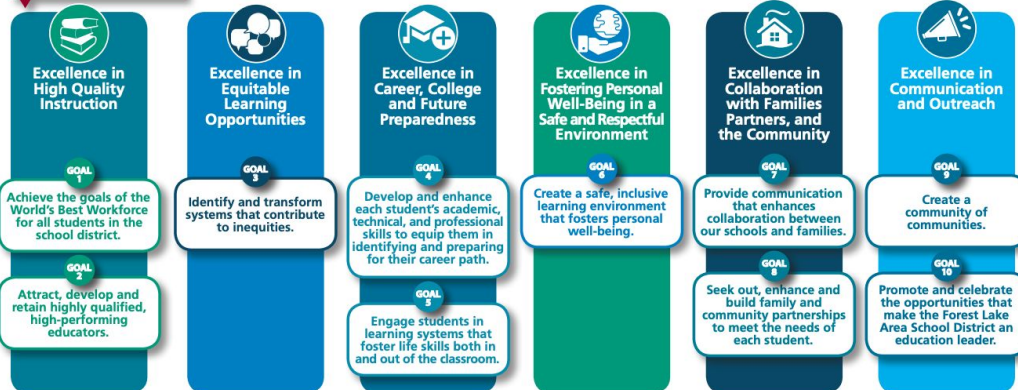 Excellence in
High Quality
Instruction
GOAL
1
Achieve the goals of the
World's Best Workforce
for all students in the
school district.
GOAL
2
Attract, develop and
retain highly qualified,
high-performing
educators.
Excellence in
Equitable
Learning
Opportunities
GOAL
3
Identify and transform
systems that contribute
to inequities.
Excellence in
Career, College
and Future
Preparedness
GOAL
4
Develop and enhance
each student's academic,
technical, and professional
skills to equip them in
identifying and preparing
for their career path.
GOAL
5
Engage students in
learning systems that
foster life skills both in
and out of the classroom.
Excellence in
Fostering Personal
Well-Being in a
Safe and Respectful
Environment
GOAL
6
Create a safe, inclusive
learning environment
that fosters personal
well-being.
Excellence in
Collaboration
with Families
Partners, and
the Community
GOAL
7
Provide communication
that enhances
collaboration between
our schools and families.
GOAL
8
Seek out, enhance and
build family and
community partnerships
to meet the needs of
each student.
Excellence in
Communication
and Outreach
GOAL
9
Create a
community of
communities.
GOAL
10
Promote and celebrate
the opportunities that
make the Forest Lake
Area School District an
education leader.